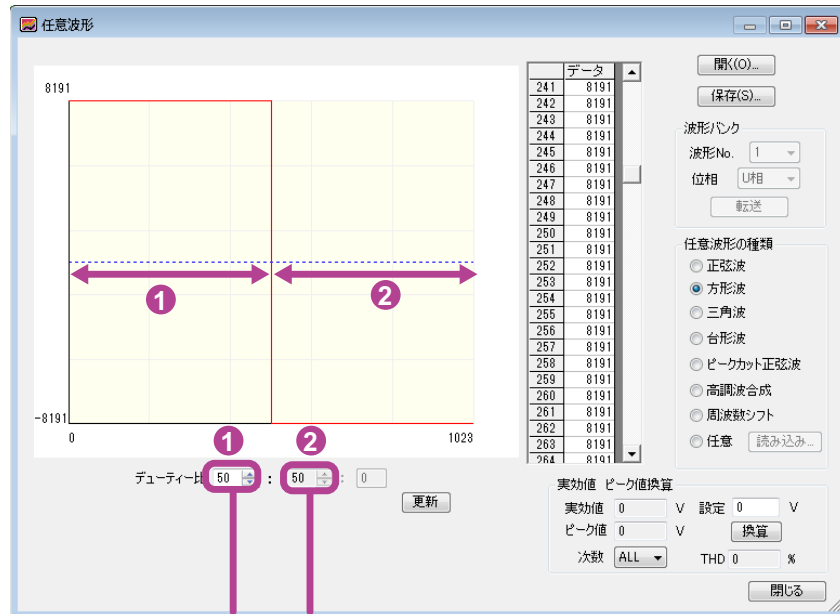 任意波形
8191
-8191
0
1023
1
2
1
2
デューティー比 50 : 50 : 0
更新
データ
241 8191
242 8191
243 8191
244 8191
245 8191
246 8191
247 8191
248 8191
249 8191
250 8191
251 8191
252 8191
253 8191
254 8191
255 8191
256 8191
257 8191
258 8191
259 8191
260 8191
261 8191
262 8191
263 8191
264 8191
開く(O)...
保存(S)...
波形バンク
波形No. 1
位相 U相
転送
任意波形の種類
正弦波
方形波
三角波
台形波
ピークカット正弦波
高調波合成
周波数シフト
任意 読み込み...
実効値 ピーク値換算
実効値 0 V 設定 0 V
ピーク値 0 V 換算
次数 ALL THD 0 %
閉じる